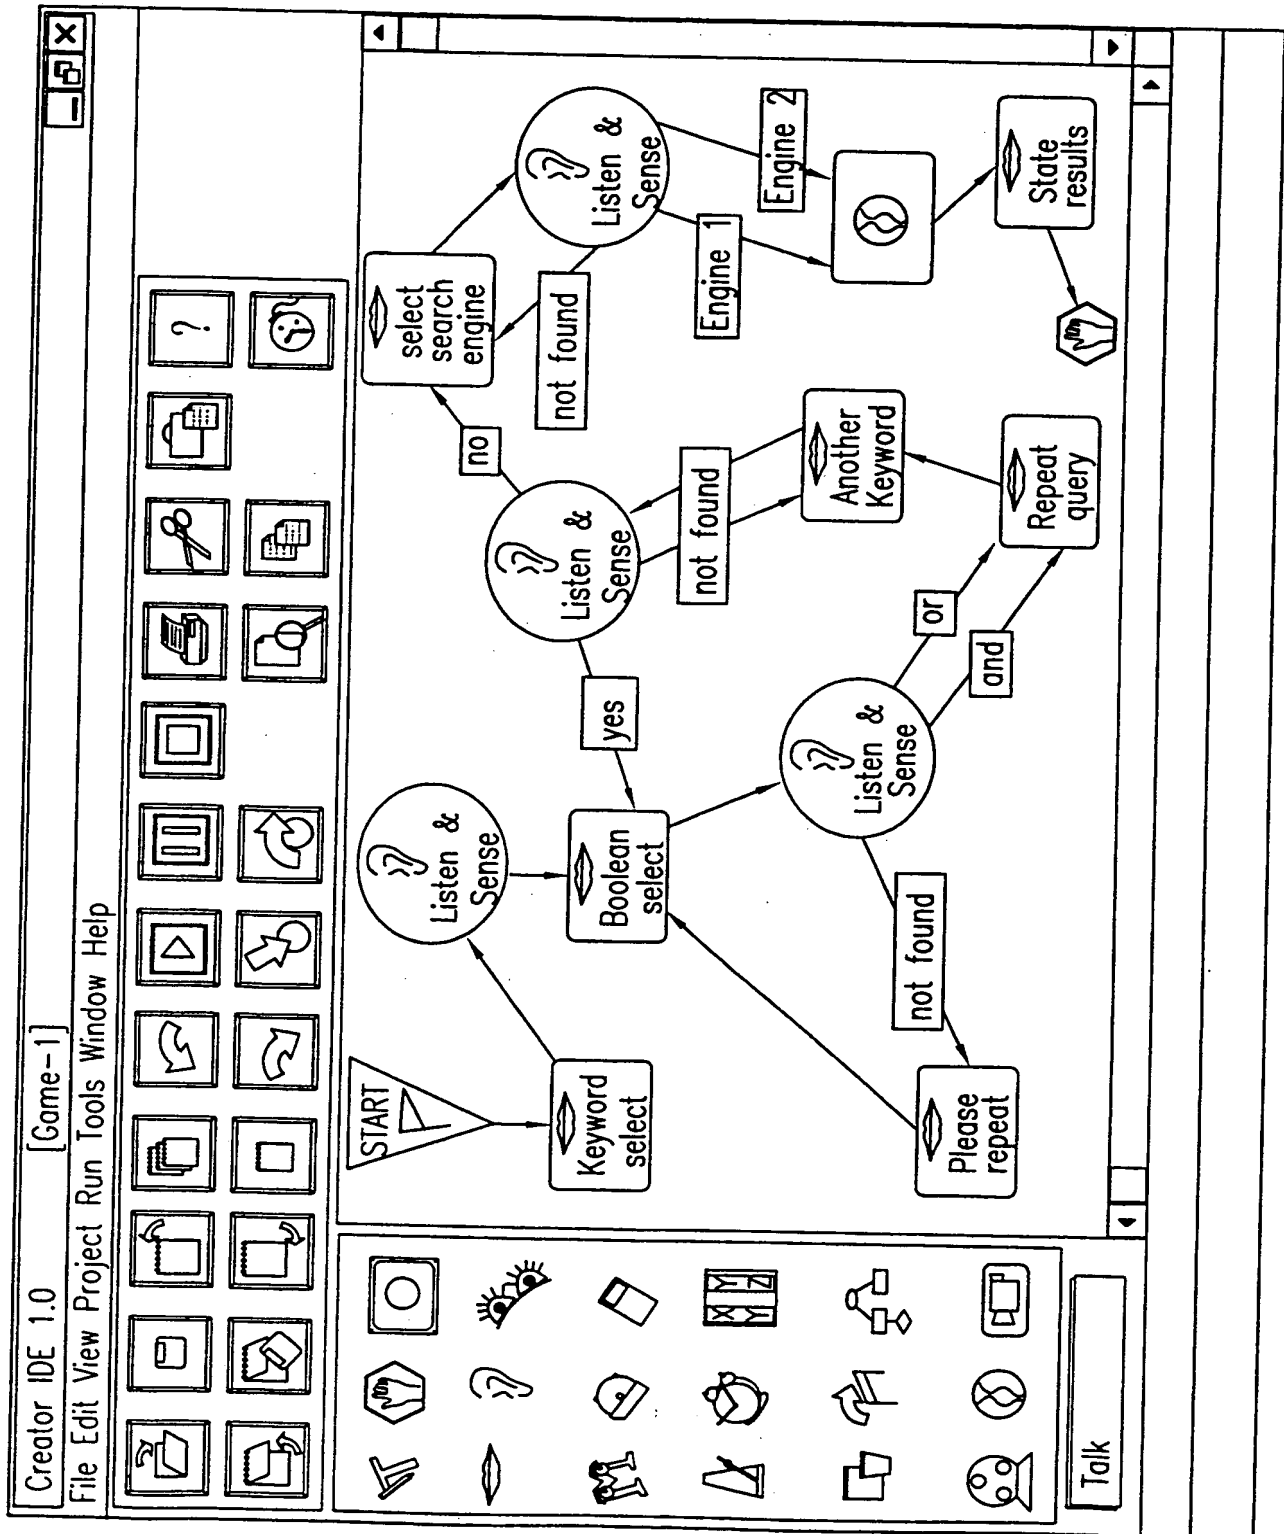 Creator IDE 1.0 [Game-1]
File Edit View Project Run Tools Window Help
?
X Y
Y Z
Talk
START
Keyword
select
Listen &
Sense
Boolean
select
yes
Listen &
Sense
no
select
search
engine
not found
Listen &
Sense
Engine 1
Engine 2
State
results
not found
Another
Keyword
Repeat
query
or
and
Listen &
Sense
not found
Please
repeat